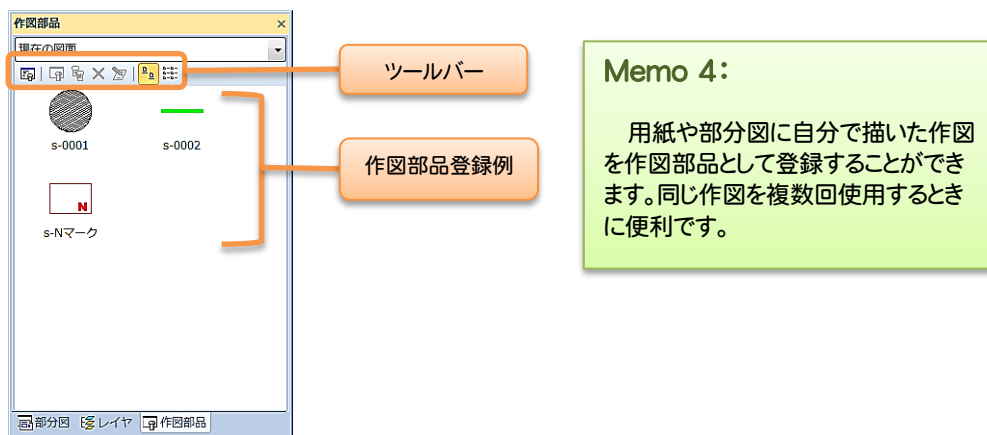 作図部品
現在の図面
s-0001
s-0002
N
s-Nマーク
部分図 レイヤ 作図部品
ツールバー
作図部品登録例
Memo 4:
用紙や部分図に自分で描いた作図
を作図部品として登録することができ
ます。同じ作図を複数回使用するとき
に便利です。